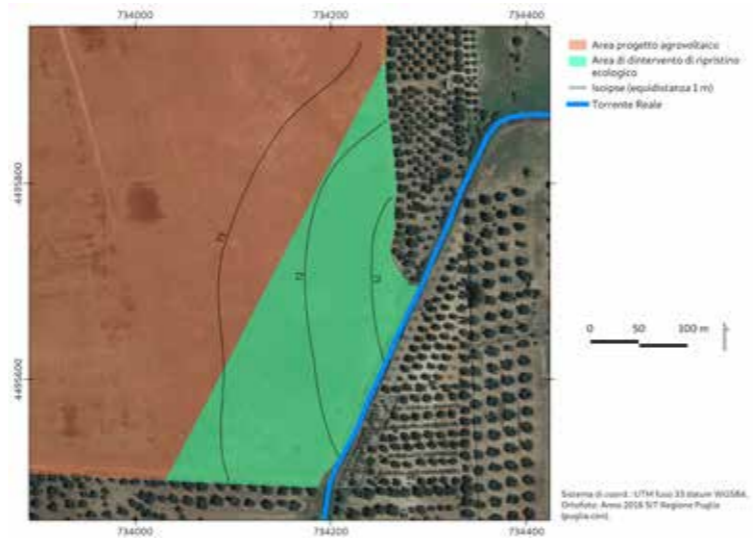 734000 734200 734400
4495800
4495600
73
72
Area progetto agrovoltaico
Area di dintervento di ripristino
ecologico
Isoipse (equidistanza 1 m)
Torrente Reale
0 50 100 m
Sistema di coord.: UTM fuso 33 datum WGS84.
Ortofoto: Anno 2016 SIT Regione Puglia
(puglia.con).
734000 734200 734400